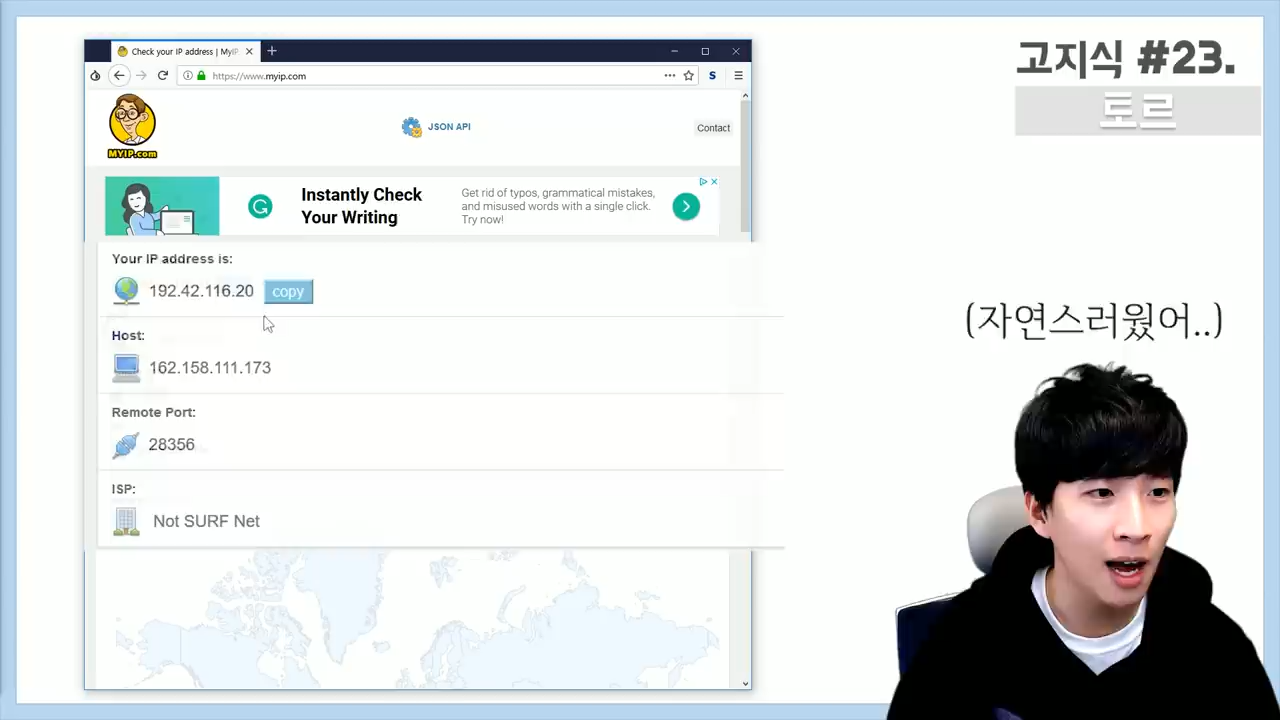 Check your IP address | MyIP
https://www.myip.com
S
고지식 #23.
토르
MYIP.com
JSON API
Contact
Instantly Check
Your Writing
Get rid of typos, grammatical mistakes,
and misused words with a single click.
Try now!
Your IP address is:
192.42.116.20
copy
Host:
162.158.111.173
Remote Port:
28356
ISP:
Not SURF Net
(자연스러웠어..)